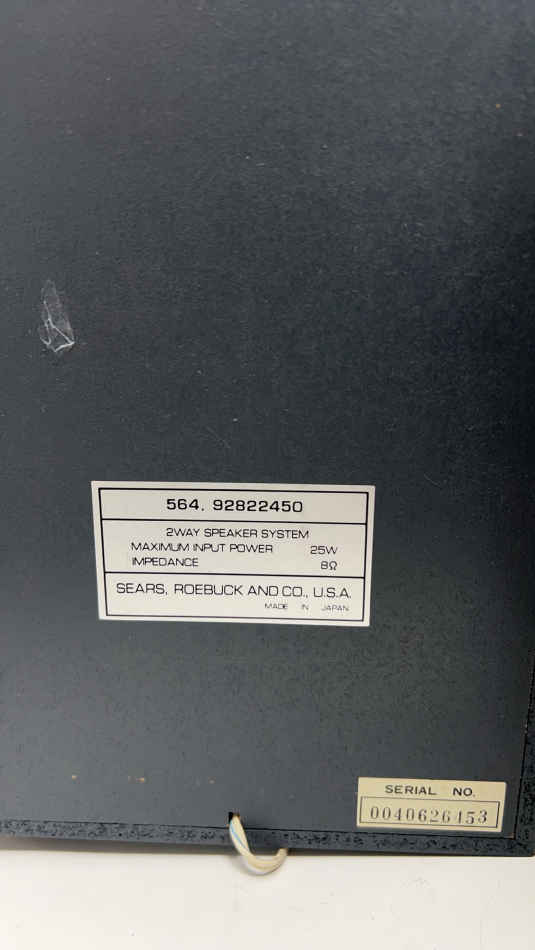 564. 92822450
2WAY SPEAKER SYSTEM
MAXIMUM INPUT POWER 25W
IMPEDANCE 8Ω
SEARS, ROEBUCK AND CO., U.S.A.
MADE IN JAPAN
SERIAL NO.
0040626453